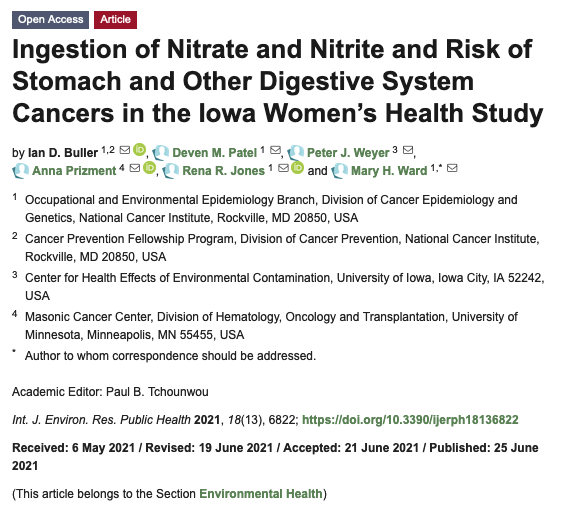 Open Access Article
Ingestion of Nitrate and Nitrite and Risk of
Stomach and Other Digestive System
Cancers in the Iowa Women’s Health Study
by Ian D. Buller 1,2, Deven M. Patel 1, Peter J. Weyer 3,
Anna Prizment 4, Rena R. Jones 1 and Mary H. Ward 1,*
1 Occupational and Environmental Epidemiology Branch, Division of Cancer Epidemiology and
Genetics, National Cancer Institute, Rockville, MD 20850, USA
2 Cancer Prevention Fellowship Program, Division of Cancer Prevention, National Cancer Institute,
Rockville, MD 20850, USA
3 Center for Health Effects of Environmental Contamination, University of Iowa, Iowa City, IA 52242,
USA
4 Masonic Cancer Center, Division of Hematology, Oncology and Transplantation, University of
Minnesota, Minneapolis, MN 55455, USA
* Author to whom correspondence should be addressed.
Academic Editor: Paul B. Tchounwou
Int. J. Environ. Res. Public Health 2021, 18(13), 6822; https://doi.org/10.3390/ijerph18136822
Received: 6 May 2021 / Revised: 19 June 2021 / Accepted: 21 June 2021 / Published: 25 June
2021
(This article belongs to the Section Environmental Health)